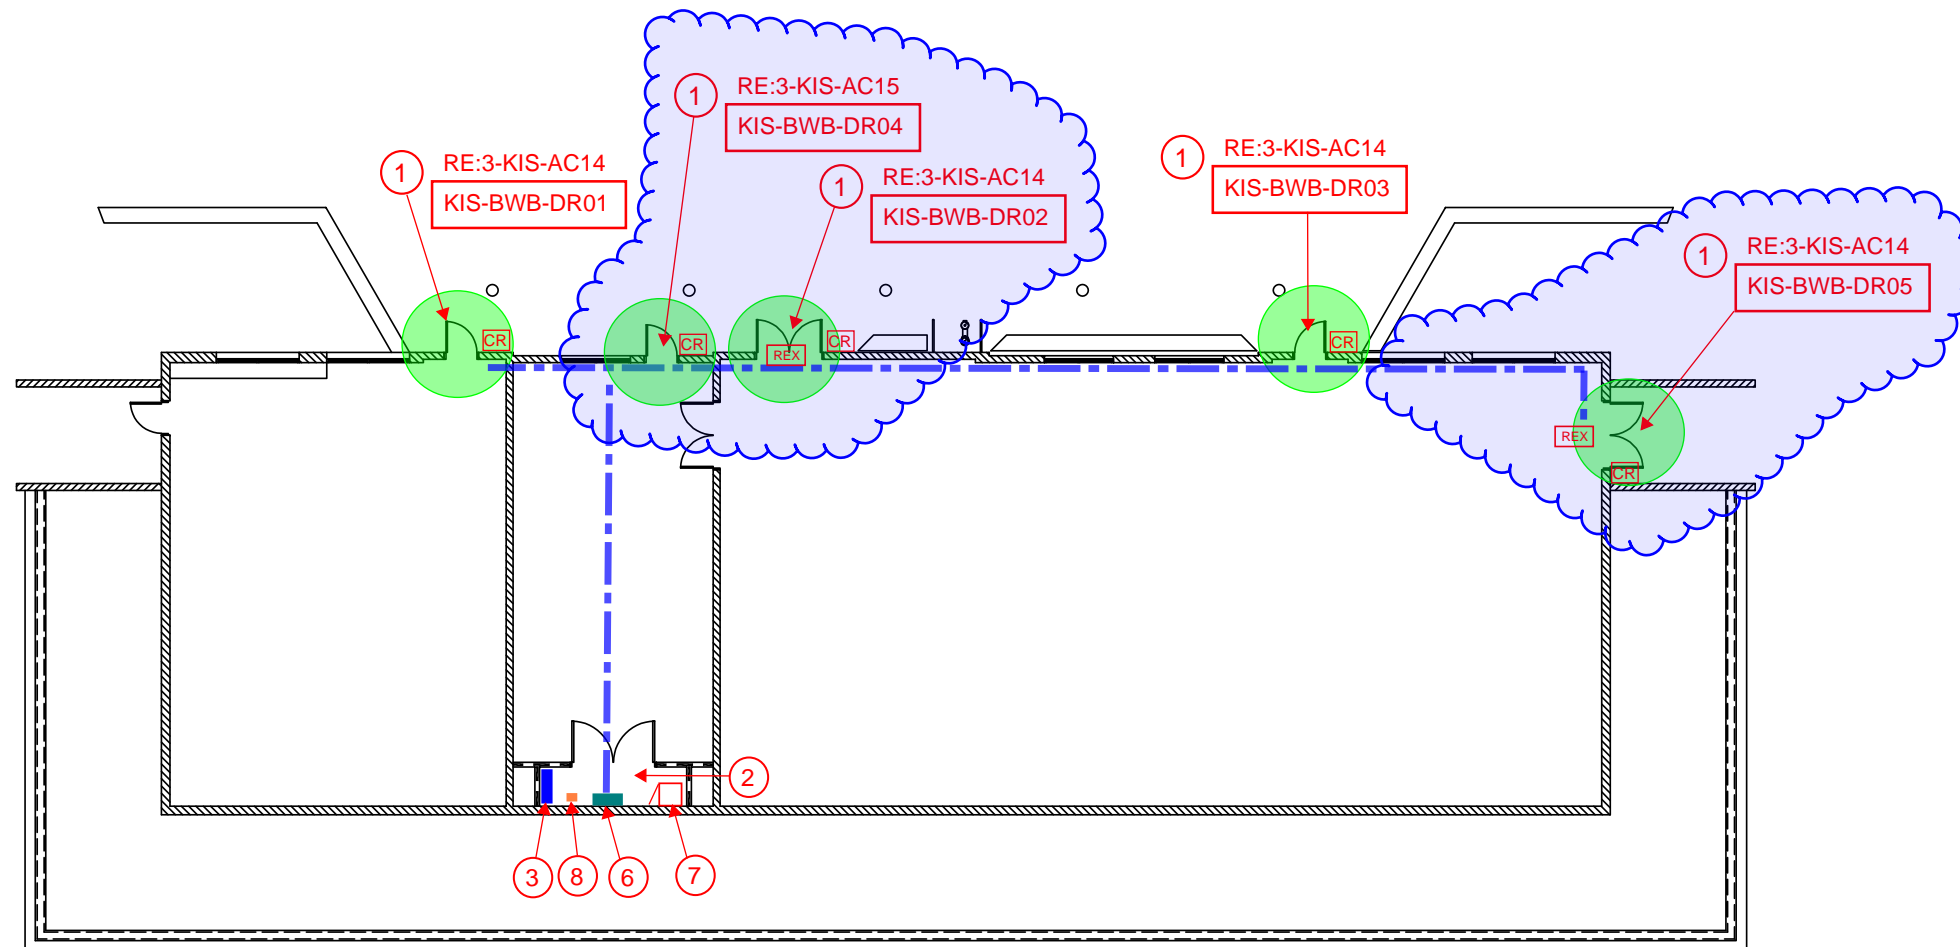 1
RE:3-KIS-AC15
KIS-BWB-DR04
1
RE:3-KIS-AC14
KIS-BWB-DR01
1
RE:3-KIS-AC14
KIS-BWB-DR02
1
RE:3-KIS-AC14
KIS-BWB-DR03
1
RE:3-KIS-AC14
KIS-BWB-DR05
CR
CR
REX
CR
CR
REX
CR
2
3
8
6
7